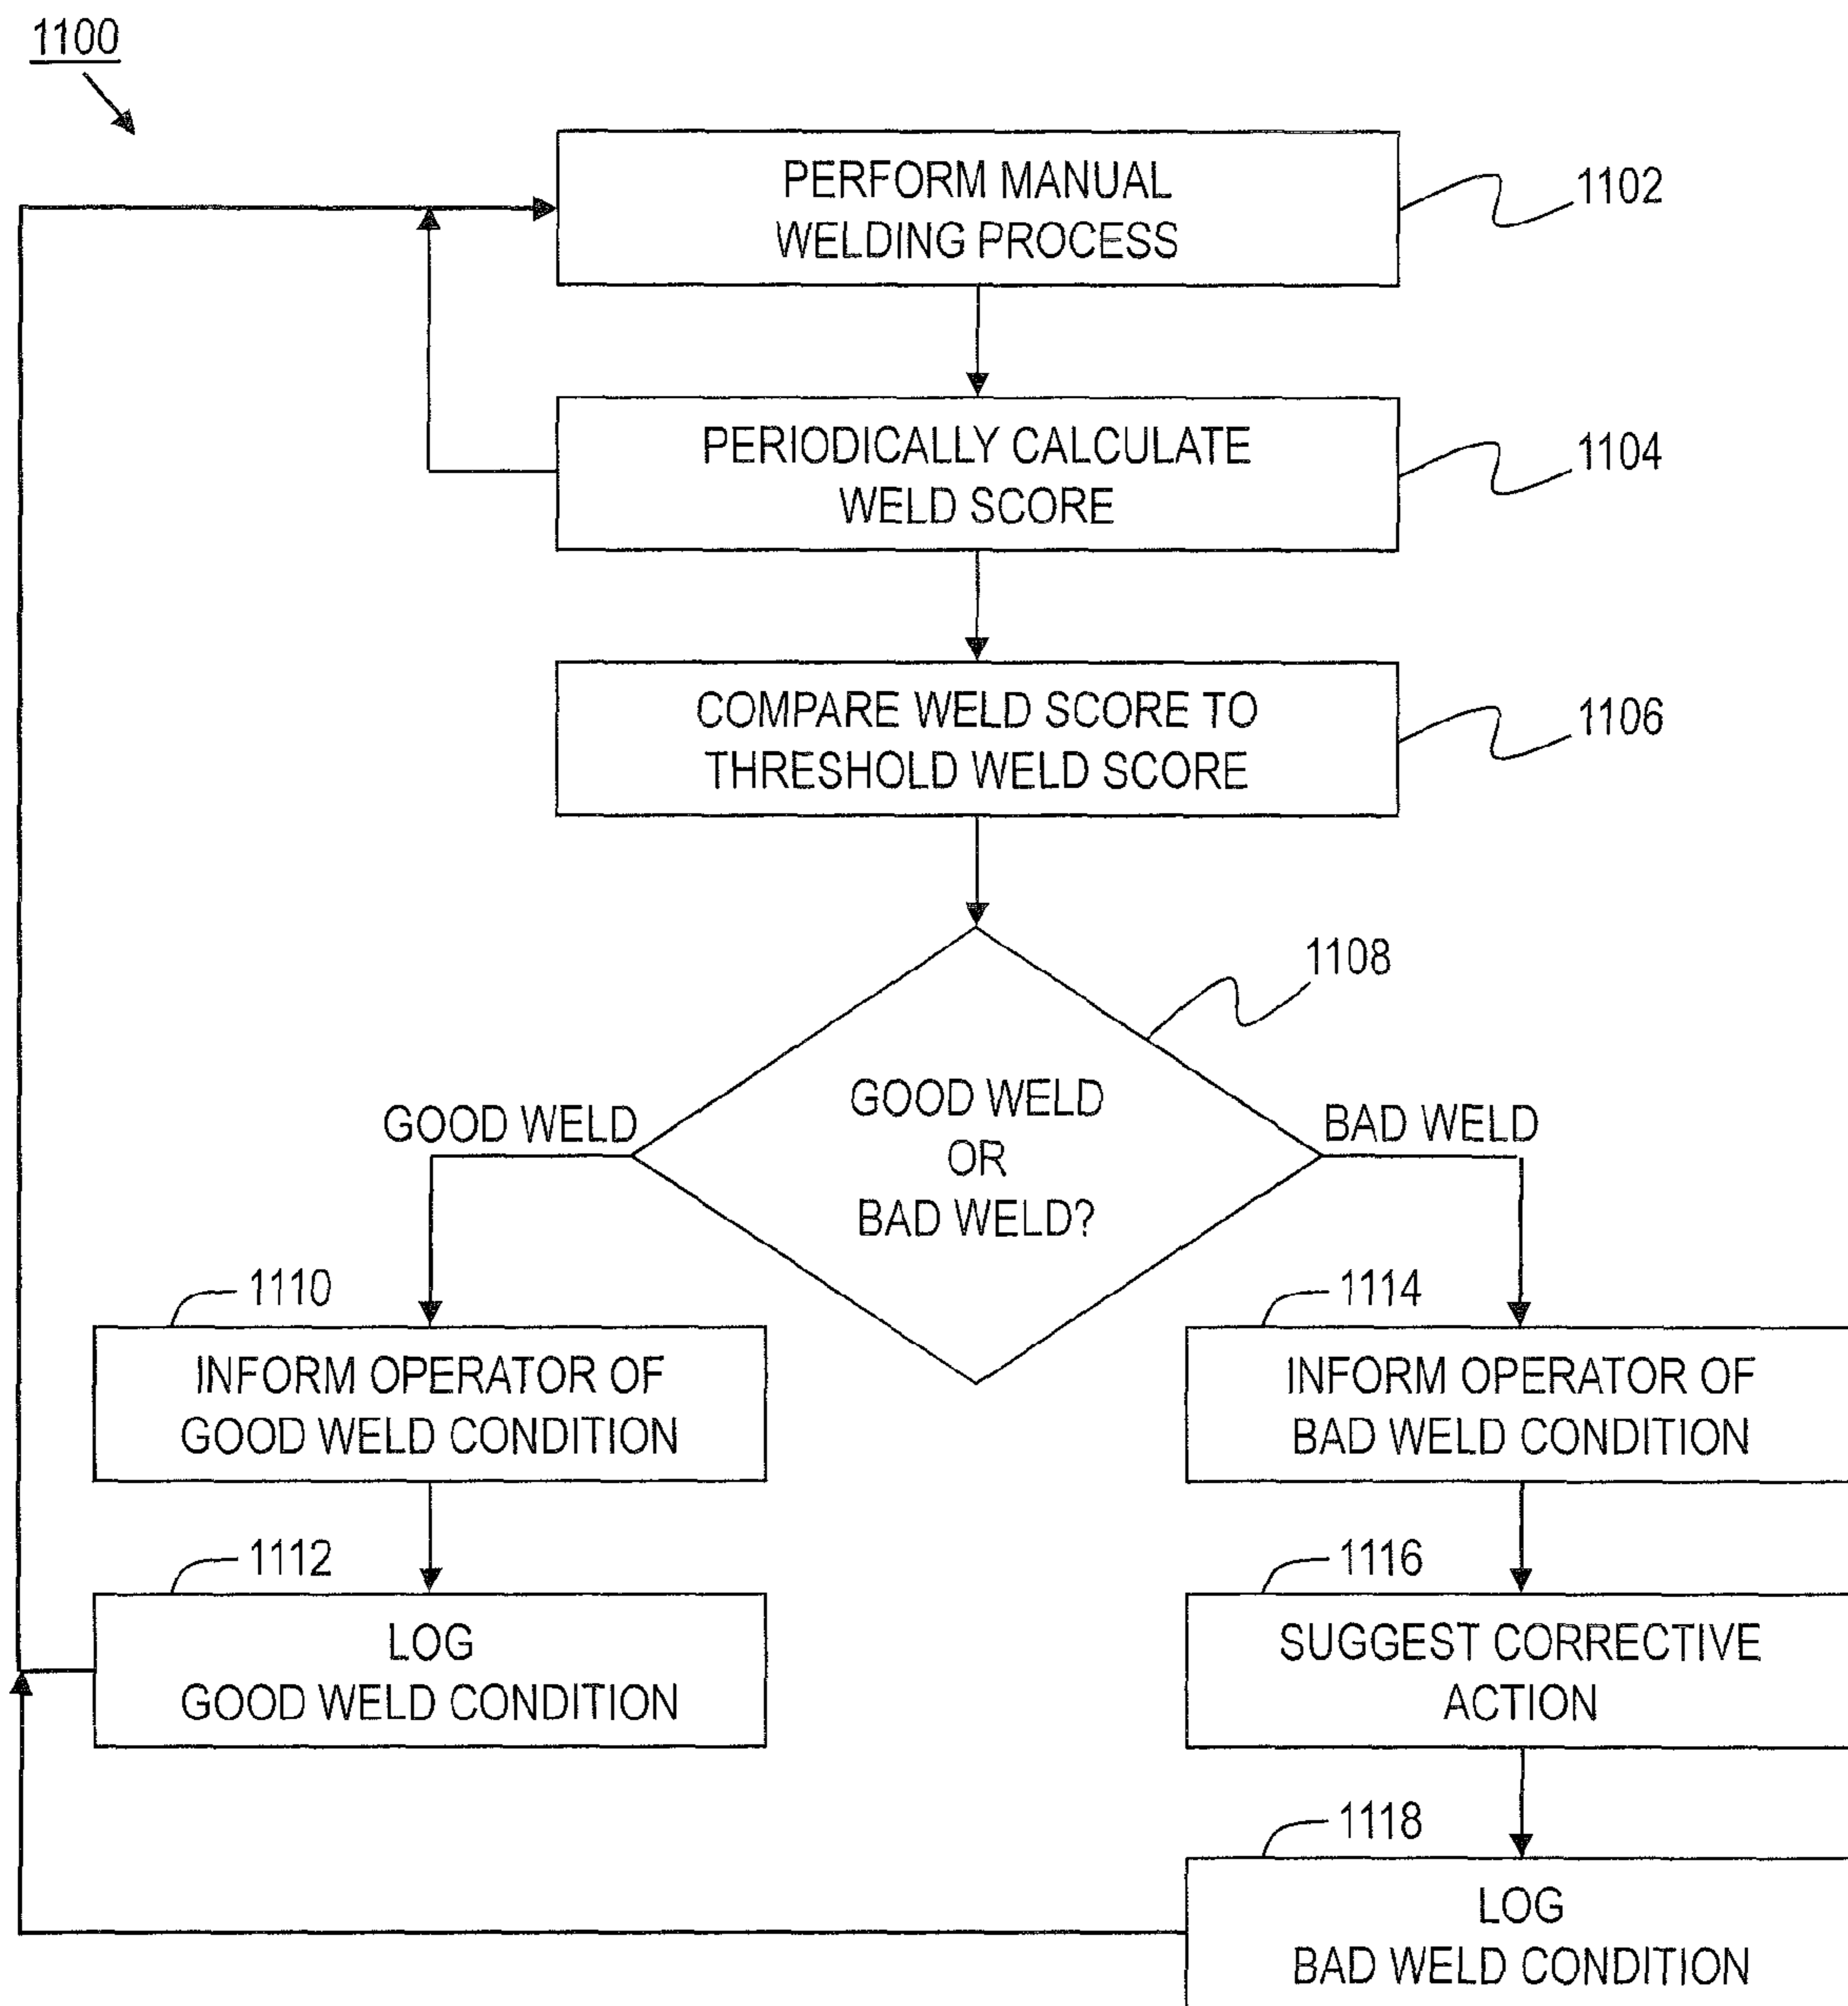 1100
PERFORM MANUAL
WELDING PROCESS
1102
PERIODICALLY CALCULATE
WELD SCORE
1104
COMPARE WELD SCORE TO
THRESHOLD WELD SCORE
1106
1108
GOOD WELD
OR
BAD WELD?
GOOD WELD
BAD WELD
1110
INFORM OPERATOR OF
GOOD WELD CONDITION
1114
INFORM OPERATOR OF
BAD WELD CONDITION
1112
LOG
GOOD WELD CONDITION
1116
SUGGEST CORRECTIVE
ACTION
1118
LOG
BAD WELD CONDITION